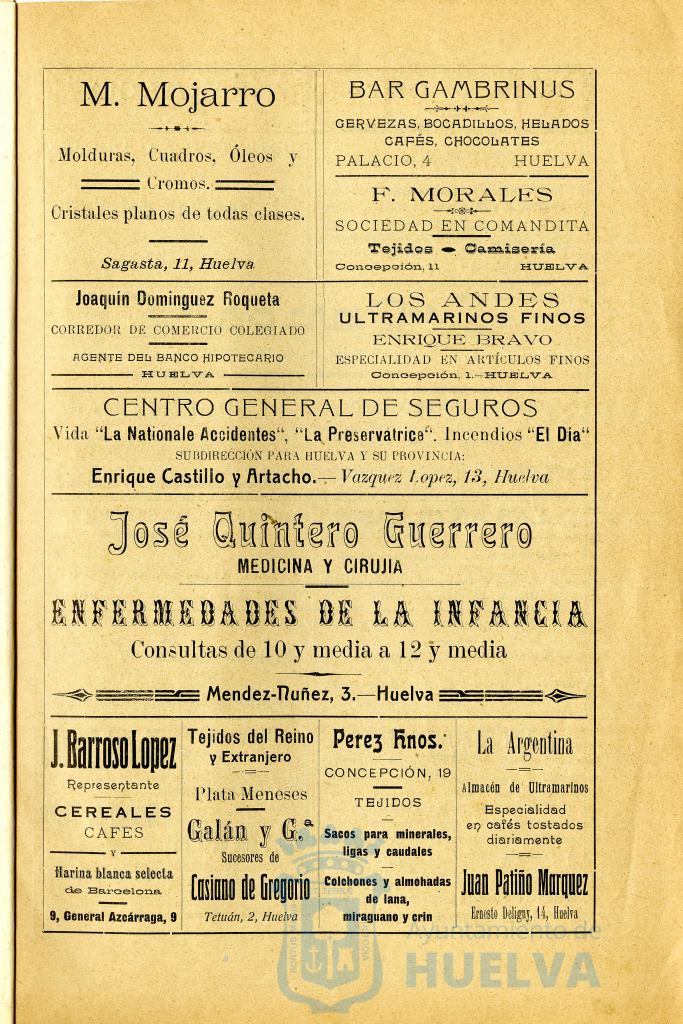 M. Mojarro
Molduras, Cuadros, Óleos y
Cromos.
Cristales planos de todas clases.
Sagasta, 11, Huelva
BAR GAMBRINUS
CERVEZAS, BOCADILLOS, HELADOS
CAFÉS, CHOCOLATES
PALACIO, 4 HUELVA
F. MORALES
SOCIEDAD EN COMANDITA
Tejidos Camisería
Concepción, 11 HUELVA
Joaquín Dominguez Roqueta
CORREDOR DE COMERCIO COLEGIADO
AGENTE DEL BANCO HIPOTECARIO
HUELVA
LOS ANDES
ULTRAMARINOS FINOS
ENRIQUE BRAVO
ESPECIALIDAD EN ARTÍCULOS FINOS
Concepción, 1.-HUELVA
CENTRO GENERAL DE SEGUROS
Vida "La Nationale Accidentes", "La Preservatrice". Incendios "El Día"
SUBDIRECCIÓN PARA HUELVA Y SU PROVINCIA:
Enrique Castillo y Artacho.— Vazquez Lopez, 13, Huelva
José Quintero Guerrero
MEDICINA Y CIRUJIA
ENFERMEDADES DE LA INFANCIA
Consultas de 10 y media a 12 y media
Mendez-Nuñez, 3.—Huelva
J. Barroso Lopez
Representante
CEREALES
CAFES
Y
Harina blanca selecta
de Barcelona
9, General Azcárraga, 9
Tejidos del Reino
y Extranjero
Plata Meneses
Galán y C.ª
Sucesores de
Casiano de Gregorio
Tetuán, 2, Huelva
Perez Hnos.
CONCEPCIÓN, 19
TEJIDOS
Sacos para minerales,
ligas y caudales
Colchones y almohadas
de lana,
miraguano y crin
La Argentina
Almacén de Ultramarinos
Especialidad
en cafés tostados
diariamente
Juan Patiño Marquez
Ernesto Deligny, 14, Huelva
Ayuntamiento de
HUELVA